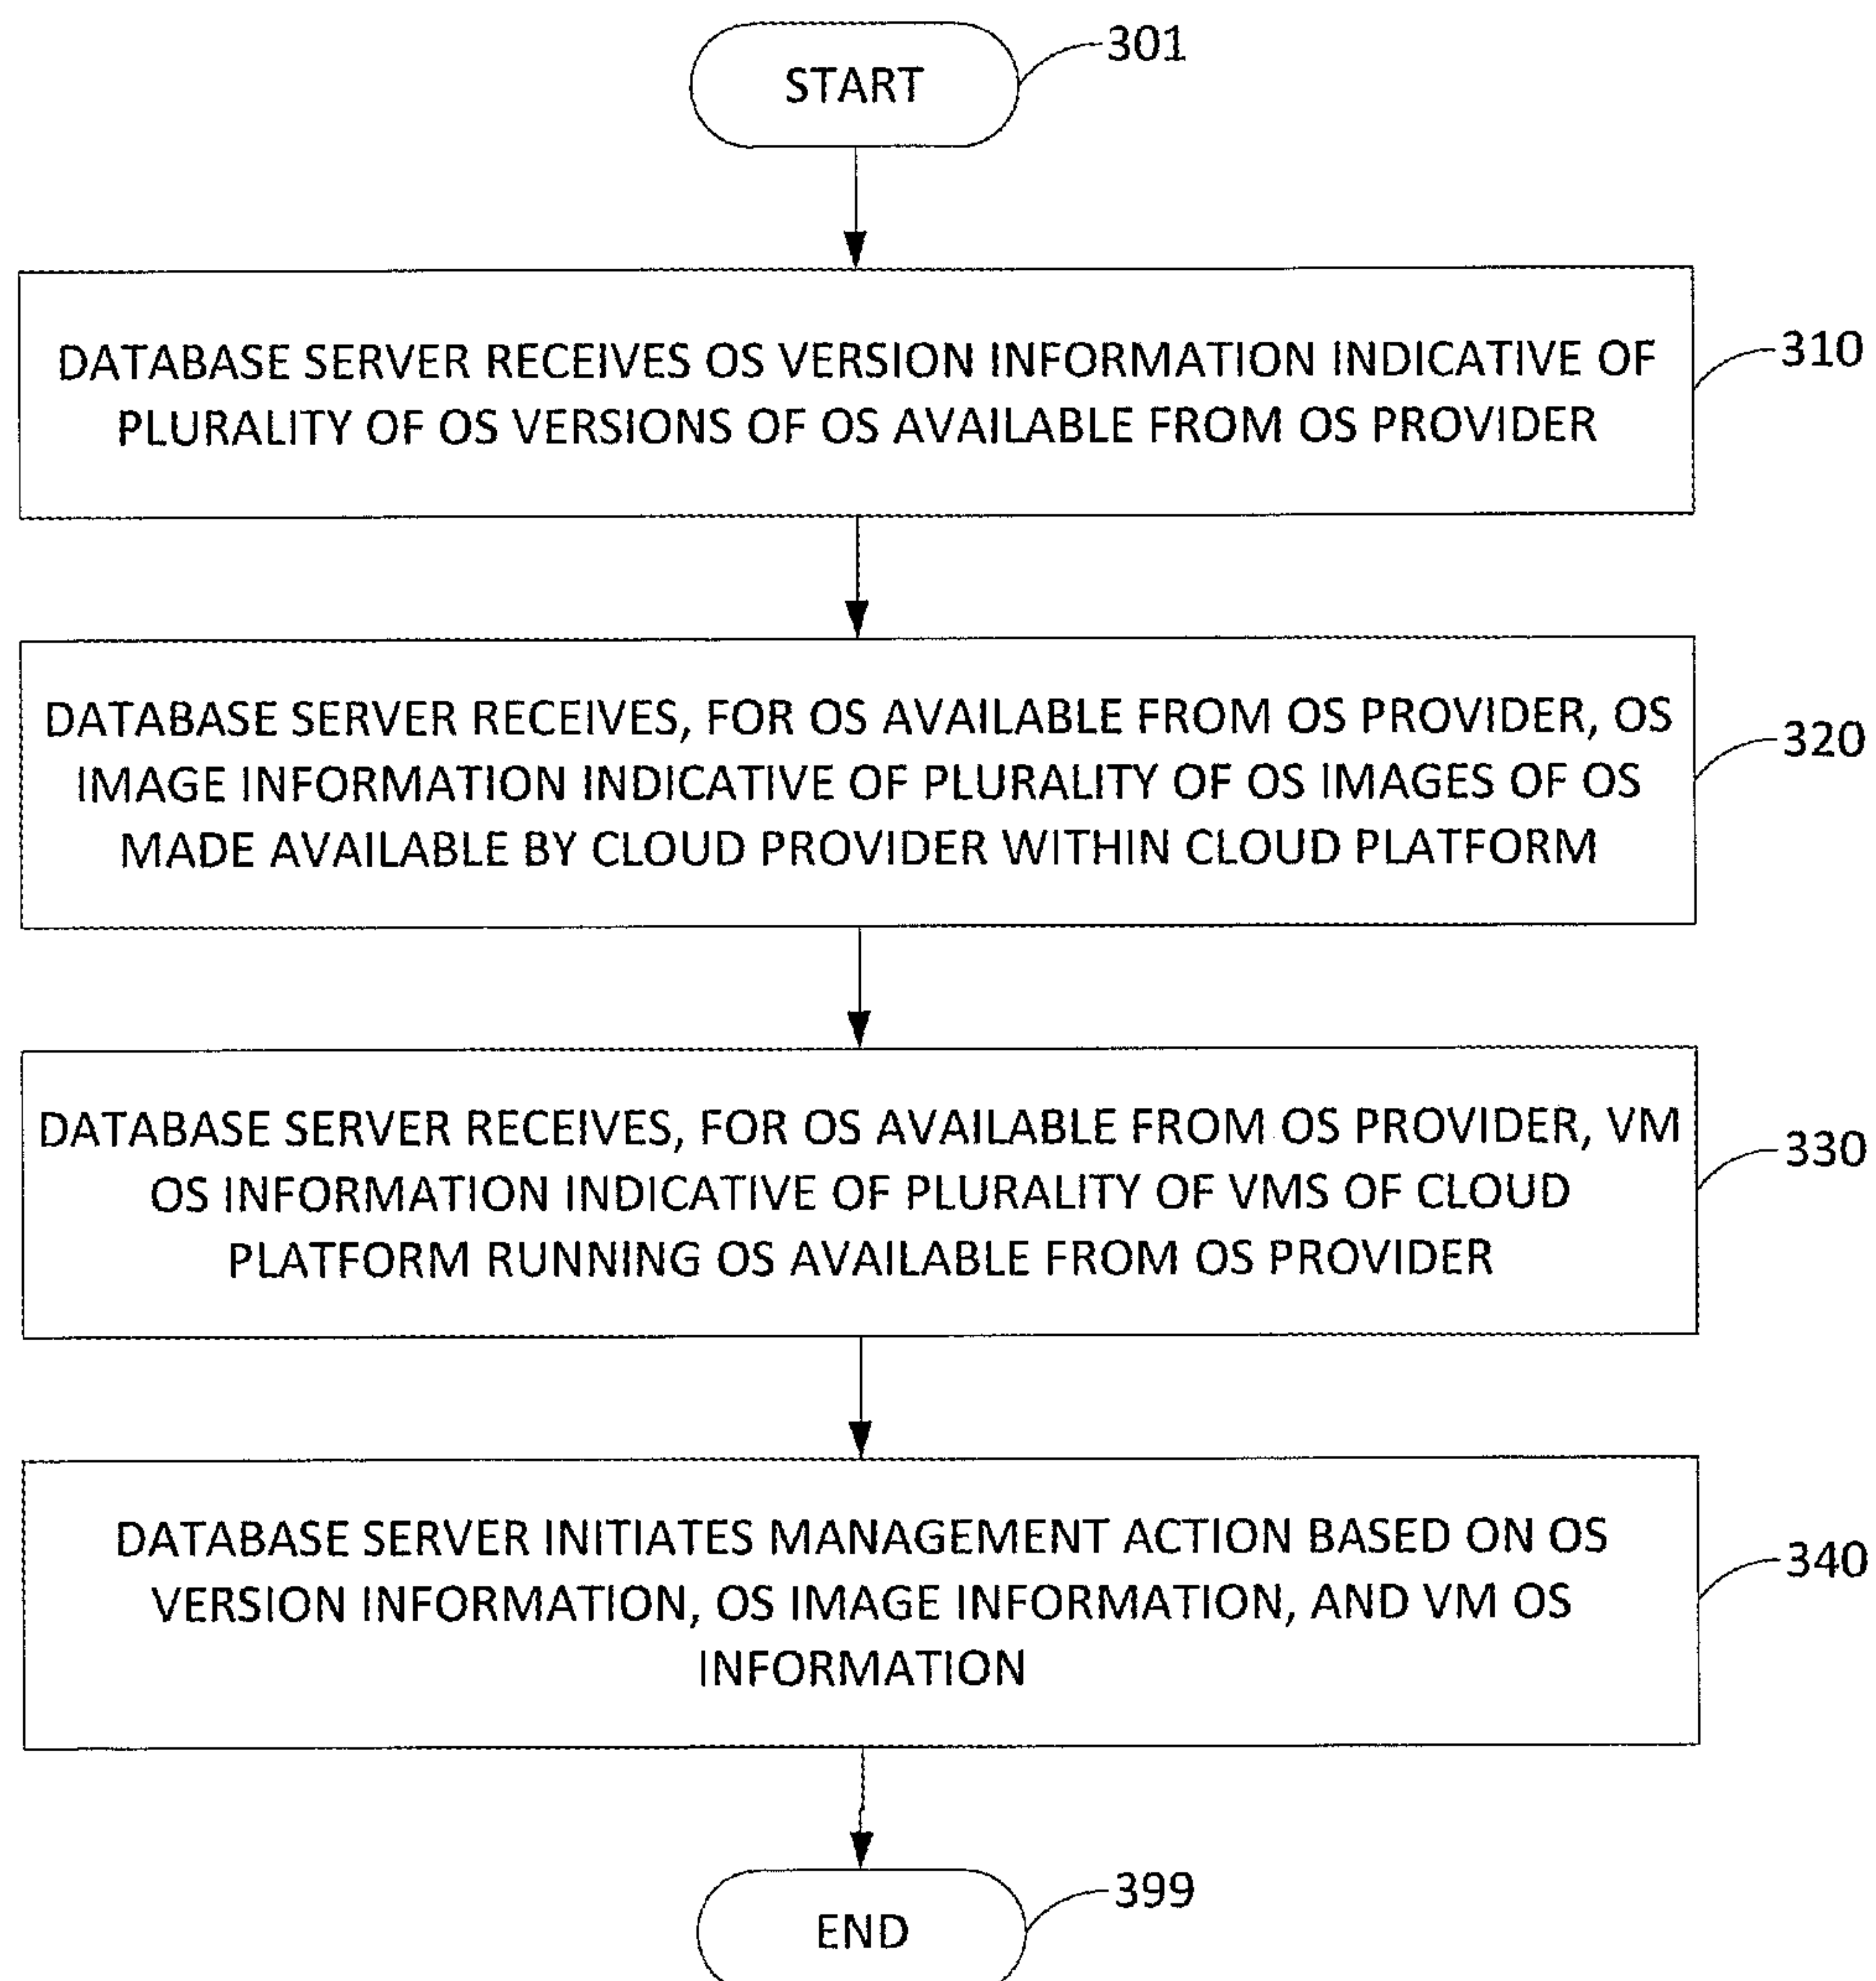 START
301
DATABASE SERVER RECEIVES OS VERSION INFORMATION INDICATIVE OF
PLURALITY OF OS VERSIONS OF OS AVAILABLE FROM OS PROVIDER
310
DATABASE SERVER RECEIVES, FOR OS AVAILABLE FROM OS PROVIDER, OS
IMAGE INFORMATION INDICATIVE OF PLURALITY OF OS IMAGES OF OS
MADE AVAILABLE BY CLOUD PROVIDER WITHIN CLOUD PLATFORM
320
DATABASE SERVER RECEIVES, FOR OS AVAILABLE FROM OS PROVIDER, VM
OS INFORMATION INDICATIVE OF PLURALITY OF VMS OF CLOUD
PLATFORM RUNNING OS AVAILABLE FROM OS PROVIDER
330
DATABASE SERVER INITIATES MANAGEMENT ACTION BASED ON OS
VERSION INFORMATION, OS IMAGE INFORMATION, AND VM OS
INFORMATION
340
END
399